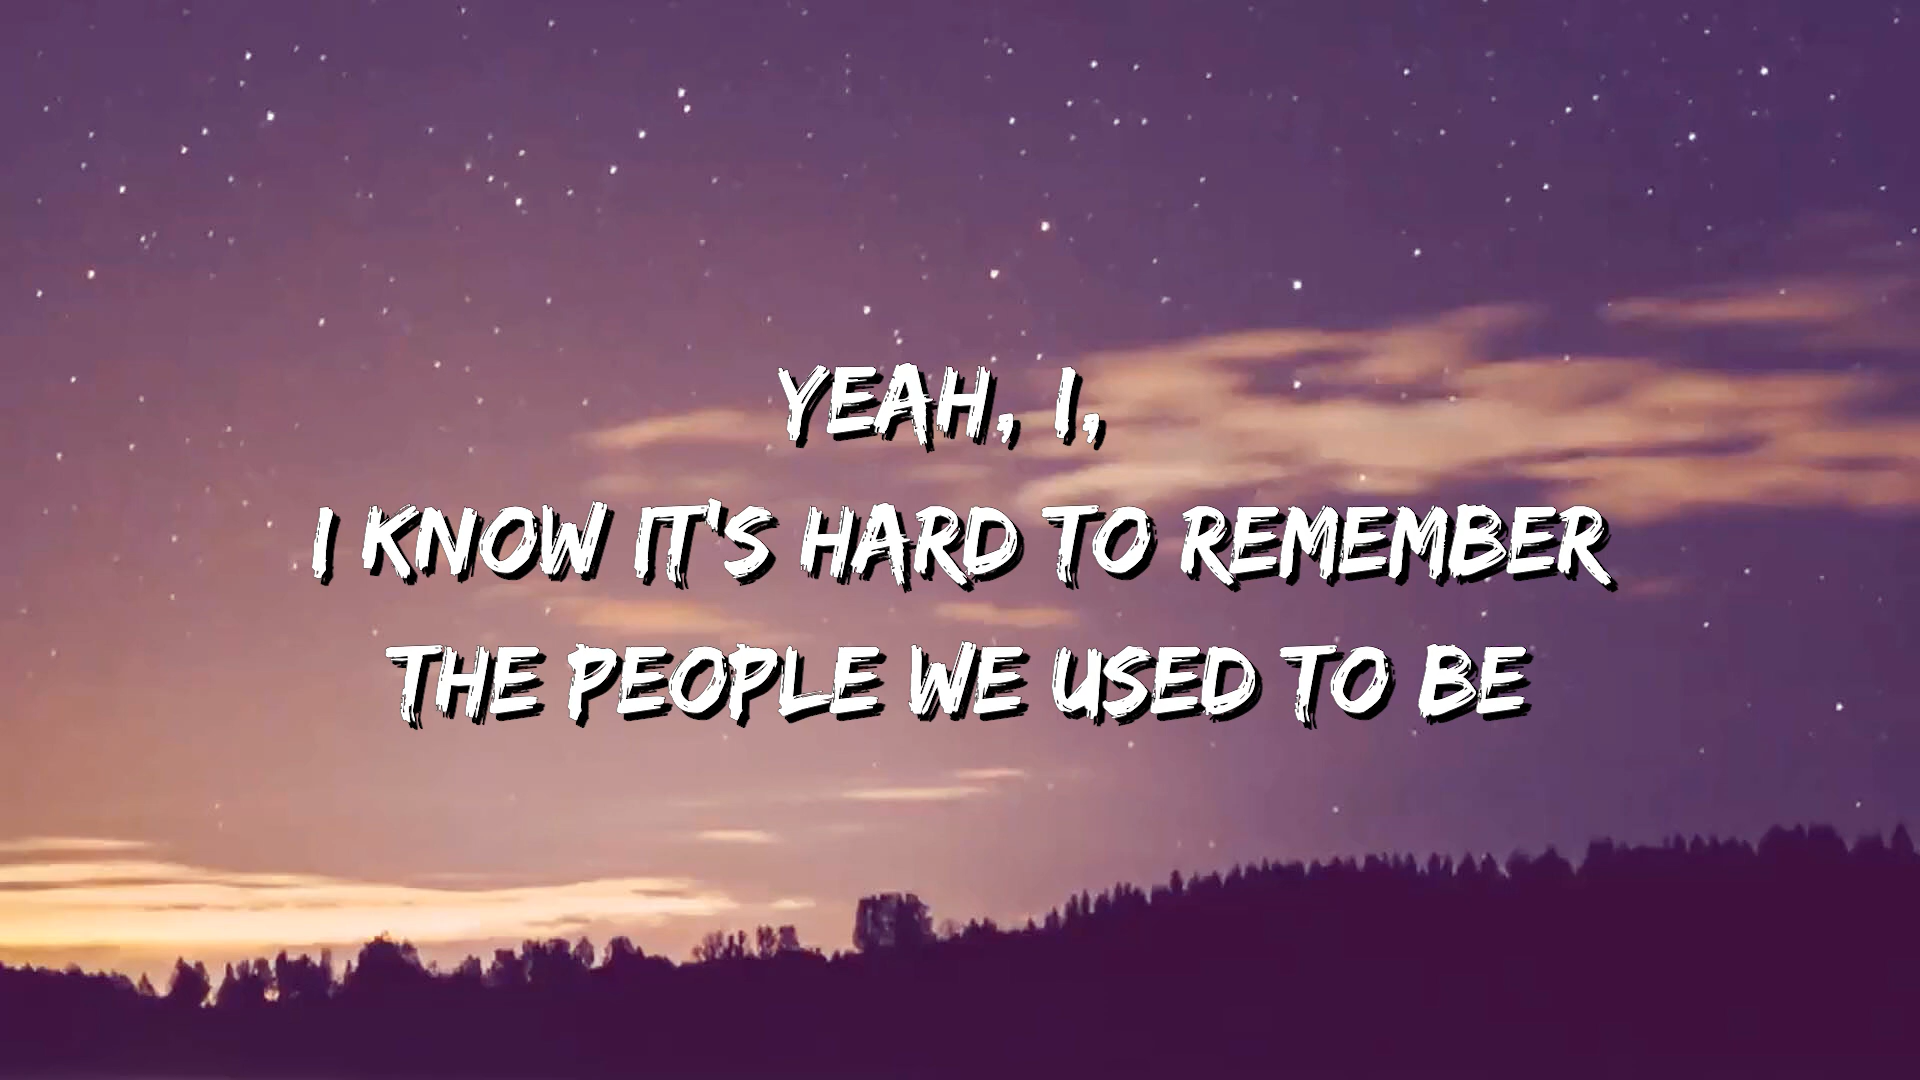 YEAH, I,
I KNOW IT'S HARD TO REMEMBER
THE PEOPLE WE USED TO BE